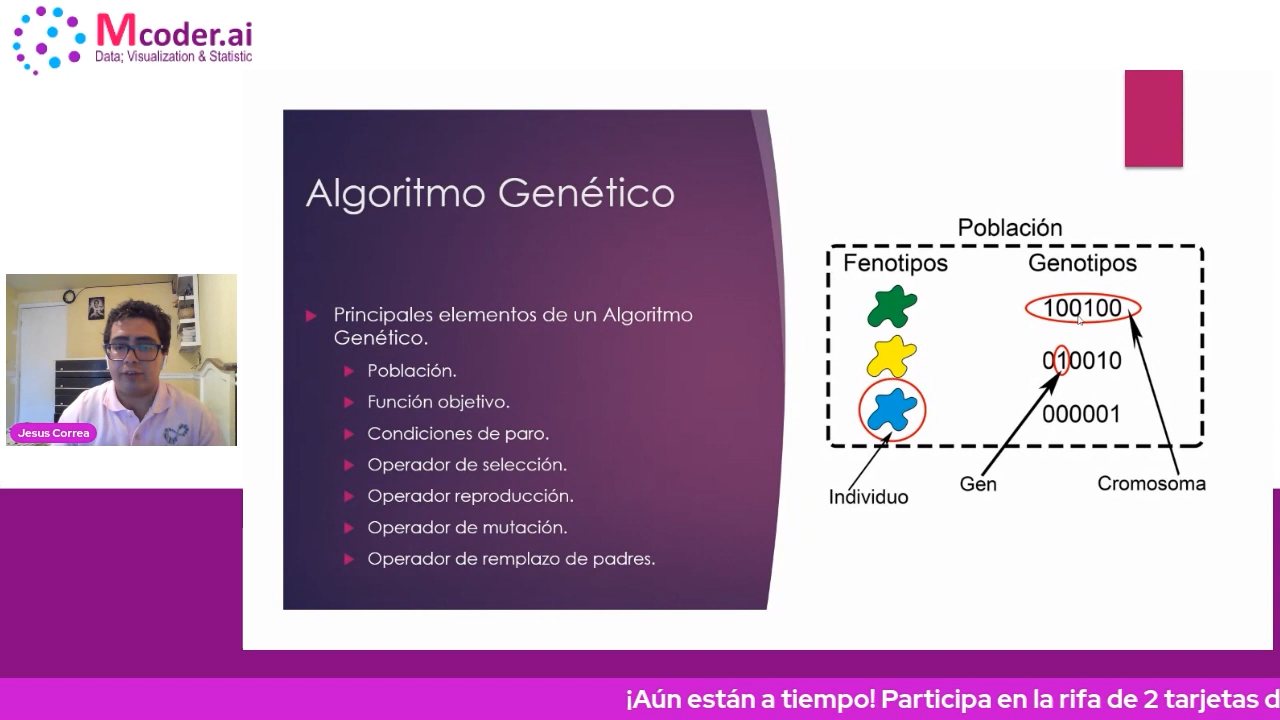 Mcoder.ai
Data; Visualization & Statistic
Algoritmo Genético
Principales elementos de un Algoritmo
Genético.
Población.
Función objetivo.
Condiciones de paro.
Operador de selección.
Operador reproducción.
Operador de mutación.
Operador de remplazo de padres.
Población
Fenotipos
Genotipos
100100
010010
000001
Individuo
Gen
Cromosoma
Jesus Correa
¡Aún están a tiempo! Participa en la rifa de 2 tarjetas d